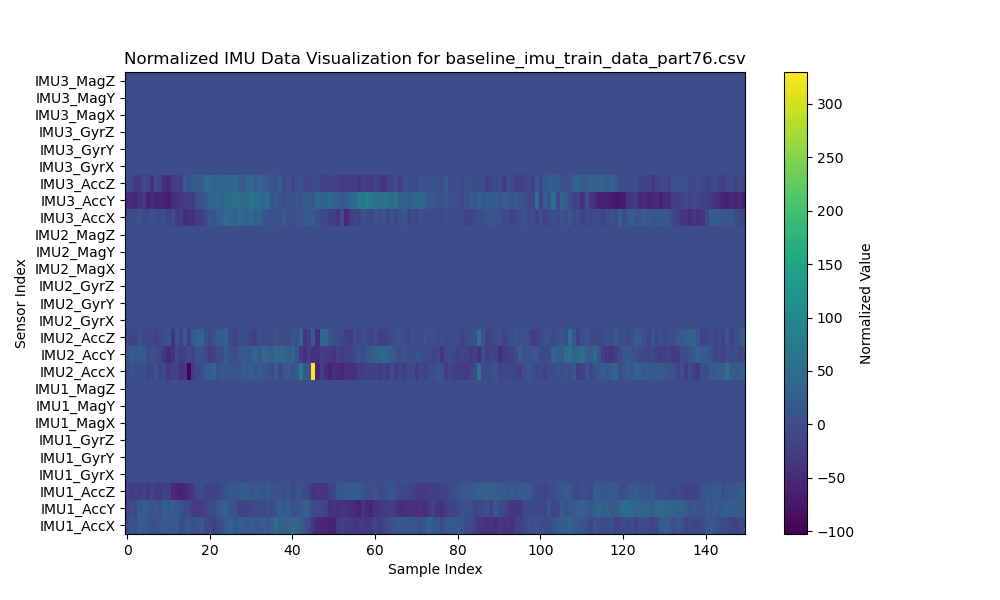 Normalized IMU Data Visualization for baseline_imu_train_data_part76.csv
IMU3_MagZ
IMU3_MagY
IMU3_MagX
IMU3_GyrZ
IMU3_GyrY
IMU3_GyrX
IMU3_AccZ
IMU3_AccY
IMU3_AccX
IMU2_MagZ
IMU2_MagY
IMU2_MagX
IMU2_GyrZ
IMU2_GyrY
IMU2_GyrX
IMU2_AccZ
IMU2_AccY
IMU2_AccX
IMU1_MagZ
IMU1_MagY
IMU1_MagX
IMU1_GyrZ
IMU1_GyrY
IMU1_GyrX
IMU1_AccZ
IMU1_AccY
IMU1_AccX
Sensor Index
0 20 40 60 80 100 120 140
Sample Index
300
250
200
150
100
50
0
−50
−100
Normalized Value